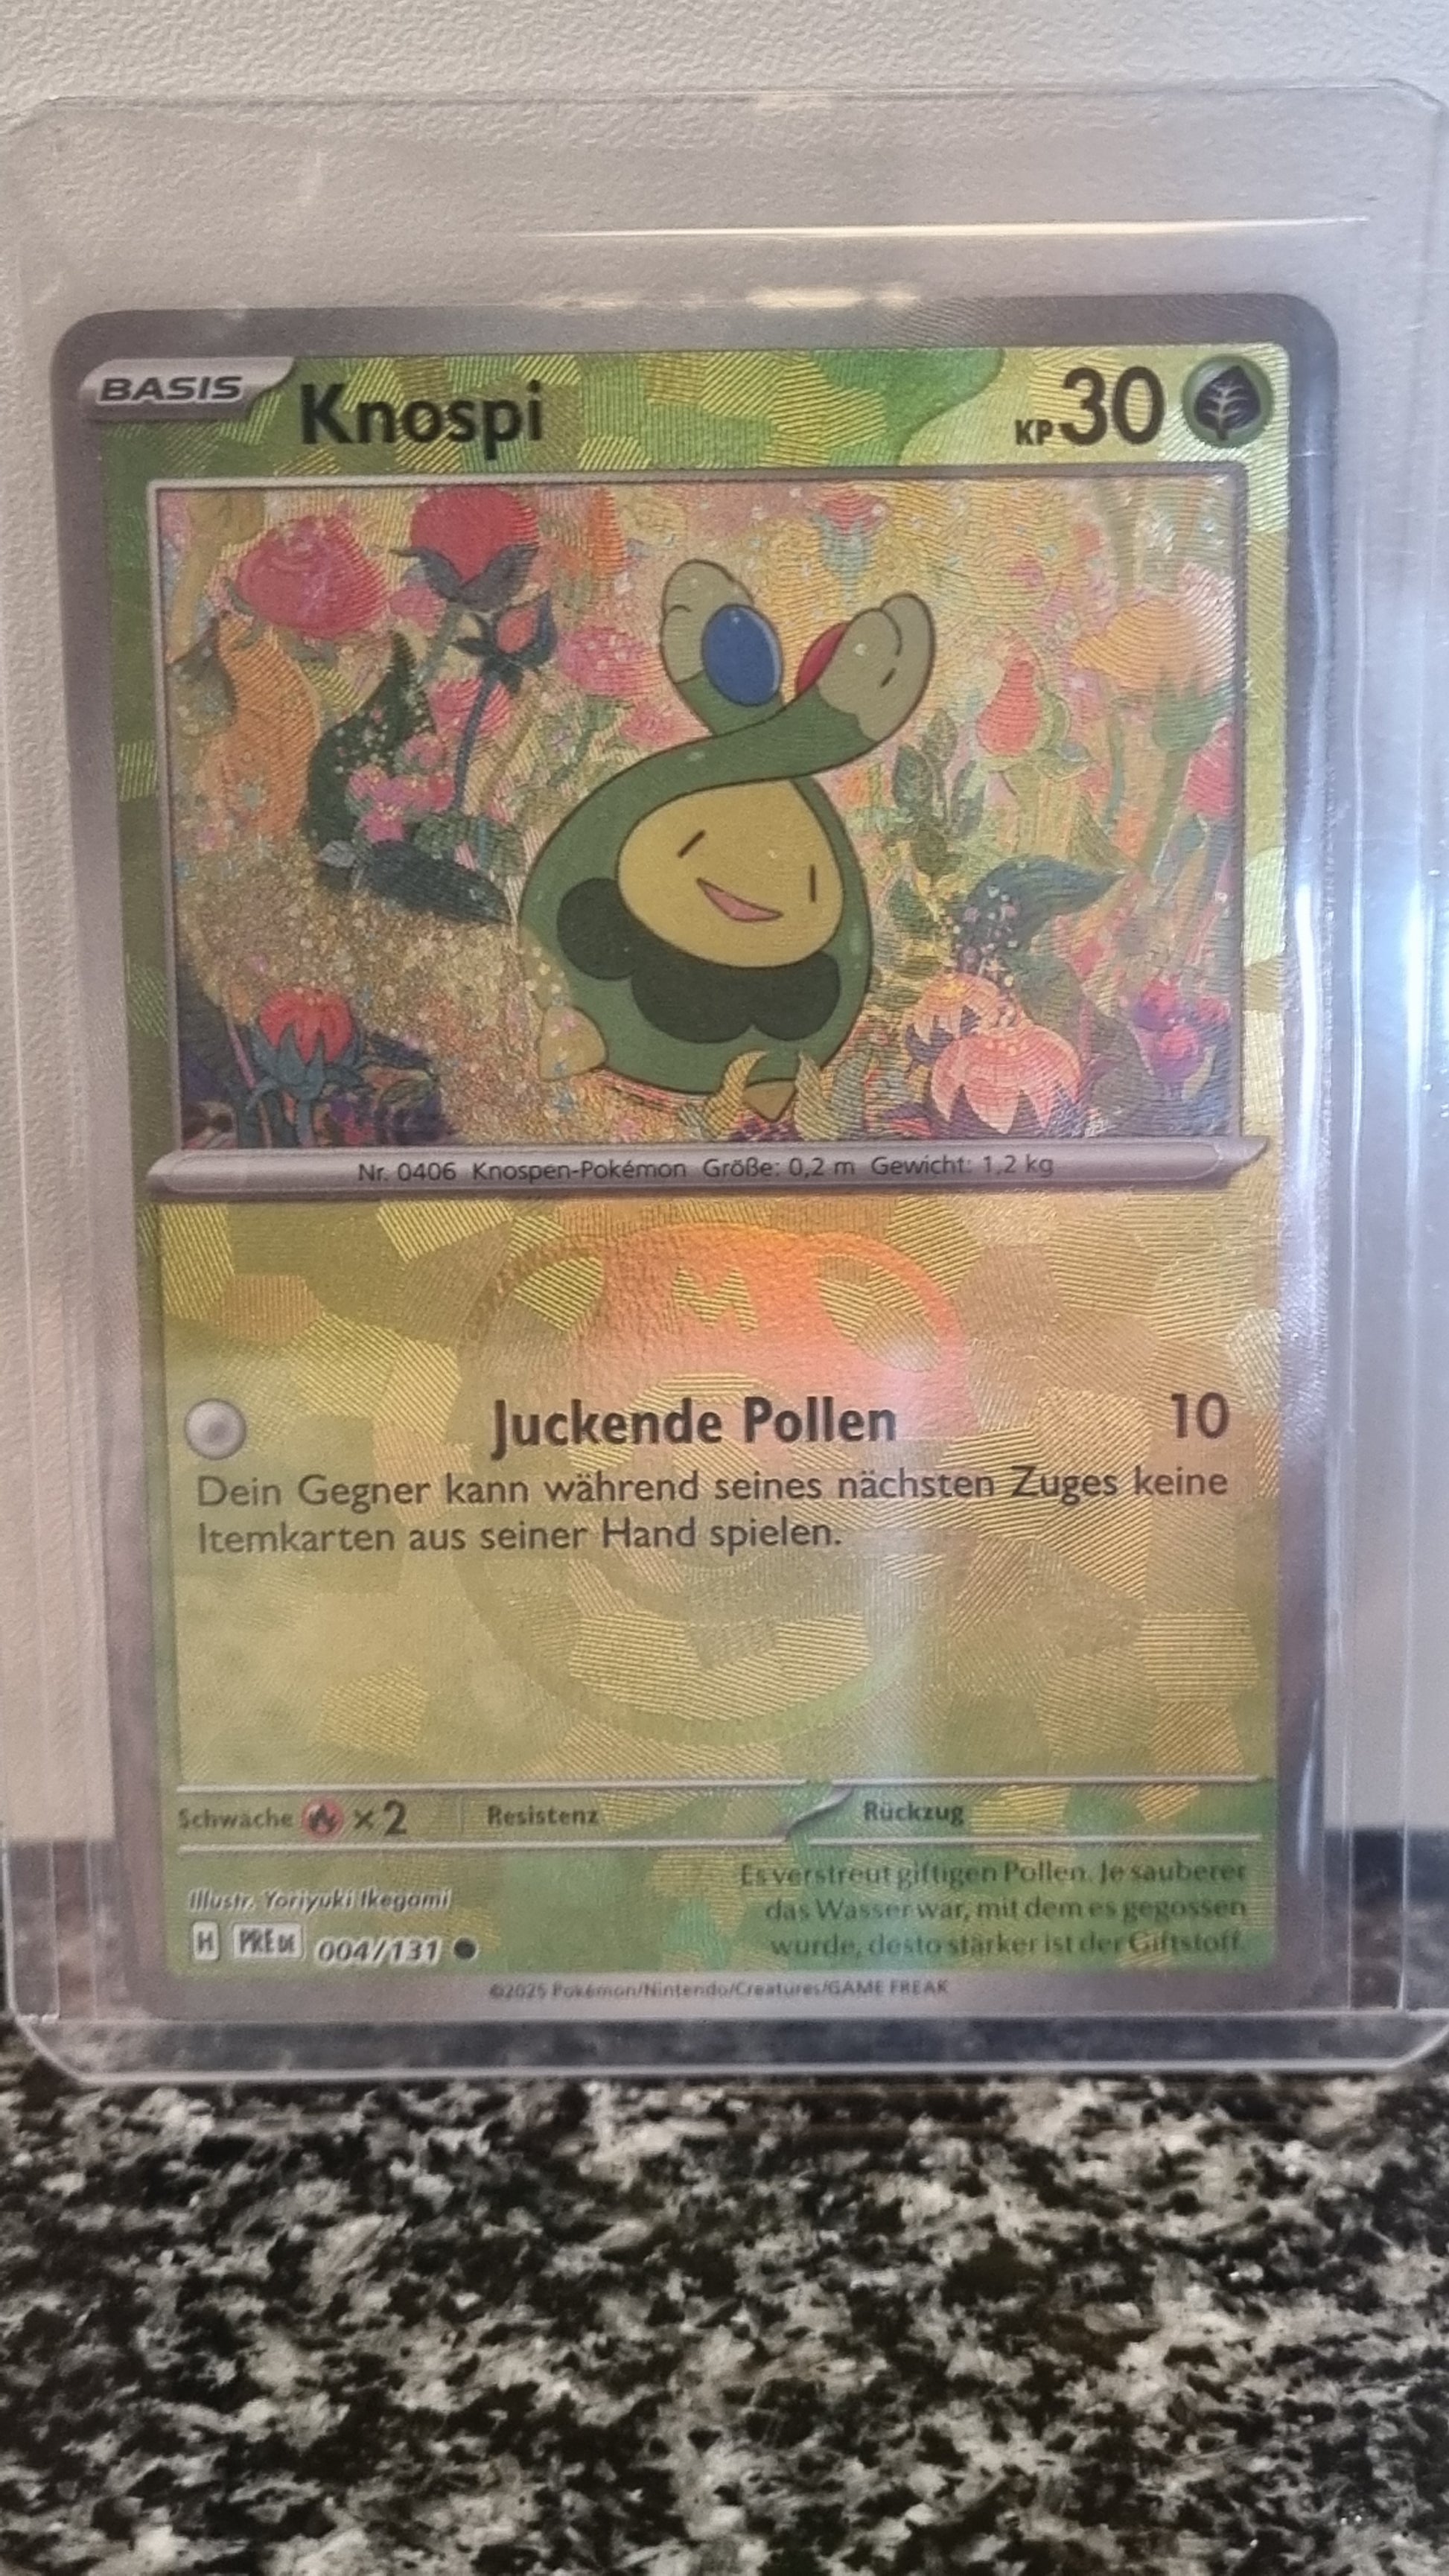 BASIS
Knospi
KP 30
Nr. 0406 Knospen-Pokémon Größe: 0,2 m Gewicht: 1,2 kg
M
Juckende Pollen 10
Dein Gegner kann während seines nächsten Zuges keine
Itemkarten aus seiner Hand spielen.
Schwäche ×2 Resistenz Rückzug
Es verstreut giftigen Pollen. Je sauberer
das Wasser war, mit dem es gegossen
wurde, desto stärker ist der Giftstoff.
Illustr. Yoriyuki Ikegami
H PRE DE 004/131
©2025 Pokémon/Nintendo/Creatures/GAME FREAK